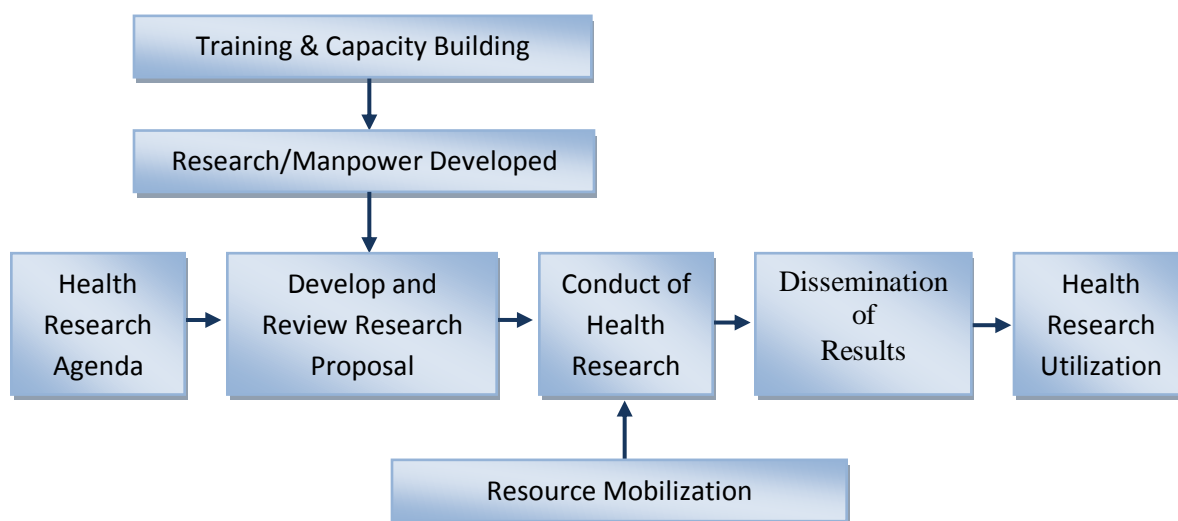 Training & Capacity Building
Research/Manpower Developed
Health
Research
Agenda
Develop and
Review Research
Proposal
Conduct of
Health
Research
Dissemination
of
Results
Health
Research
Utilization
Resource Mobilization